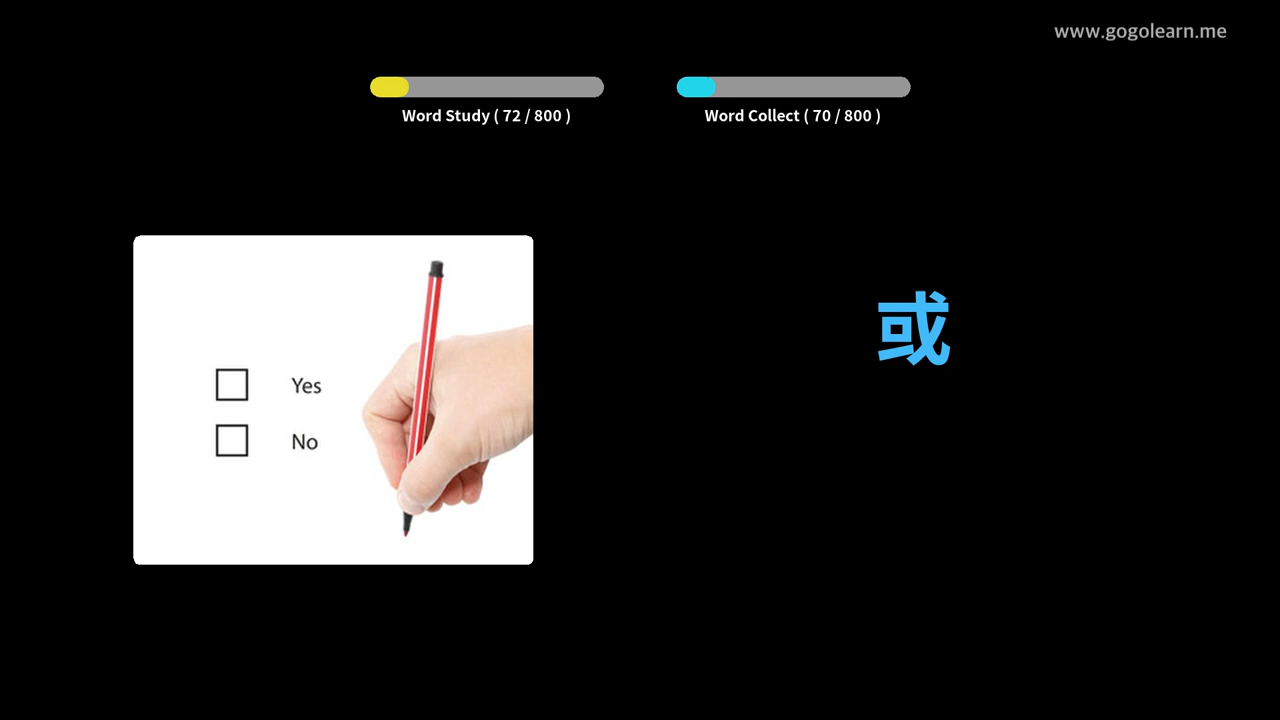 www.gogolearn.me
Word Study ( 72 / 800 )
Word Collect ( 70 / 800 )
Yes
No
或